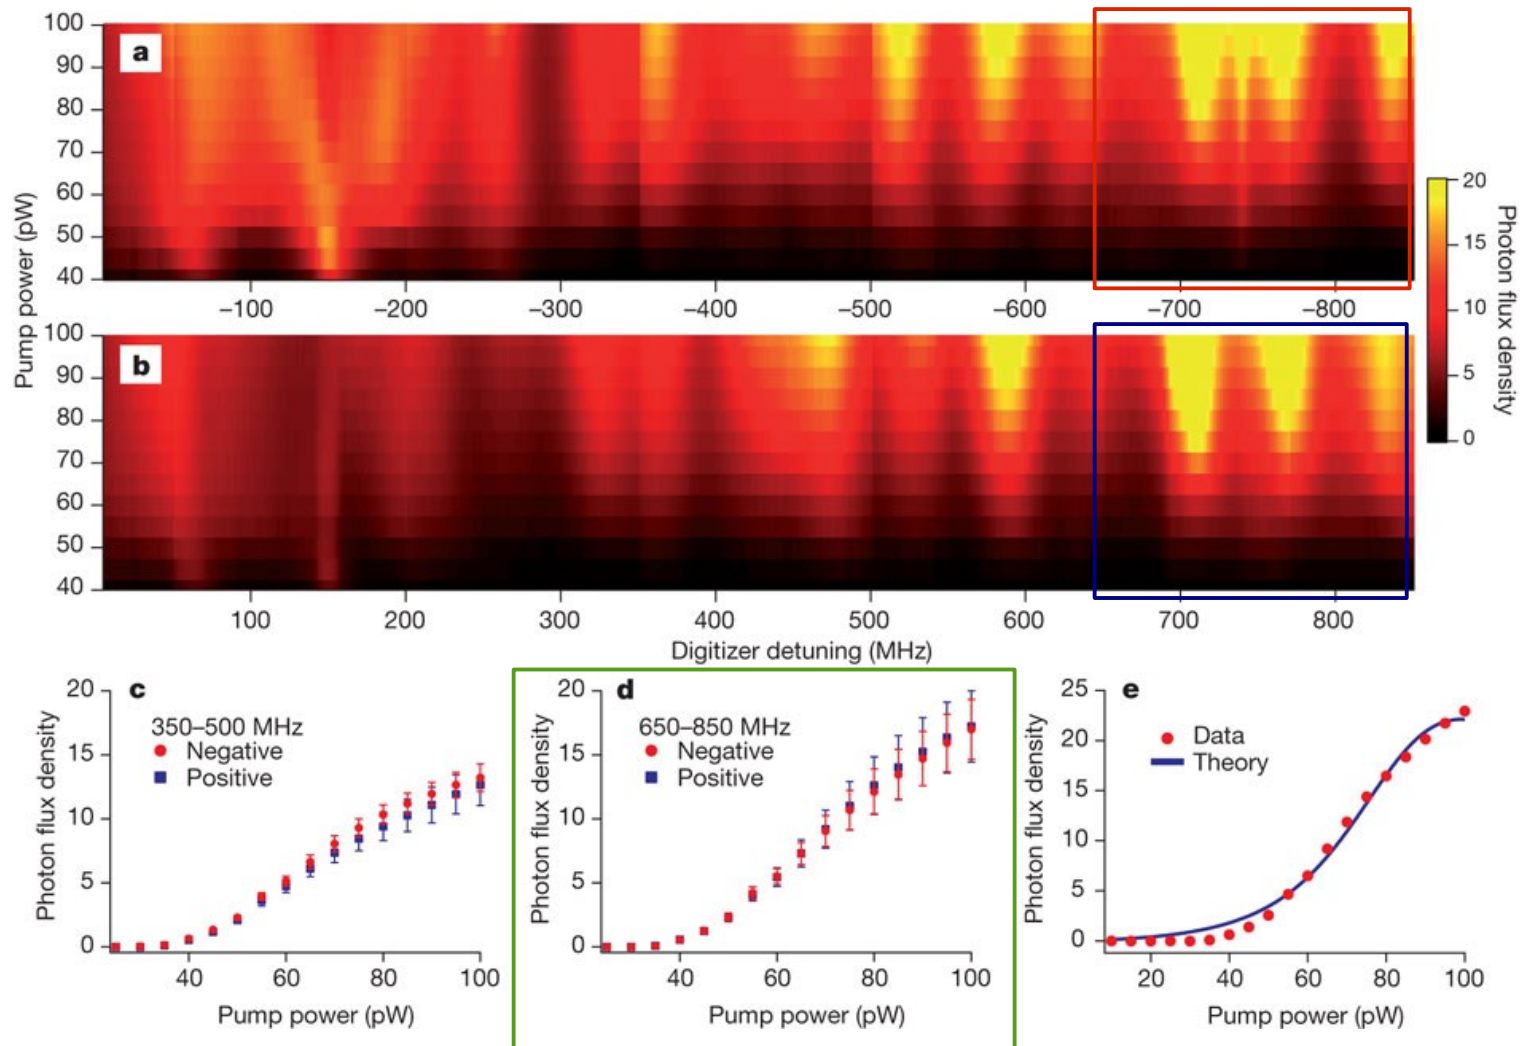 a
100
90
80
70
60
50
40
–100 –200 –300 –400 –500 –600 –700 –800
b
100
90
80
70
60
50
40
100 200 300 400 500 600 700 800
Pump power (pW)
Digitizer detuning (MHz)
20
15
10
5
0
Photon flux density
c
350–500 MHz
Negative
Positive
20
15
10
5
0
40 60 80 100
Photon flux density
Pump power (pW)
d
650–850 MHz
Negative
Positive
20
15
10
5
0
40 60 80 100
Photon flux density
Pump power (pW)
e
Data
Theory
25
20
15
10
5
0
20 40 60 80 100
Photon flux density
Pump power (pW)